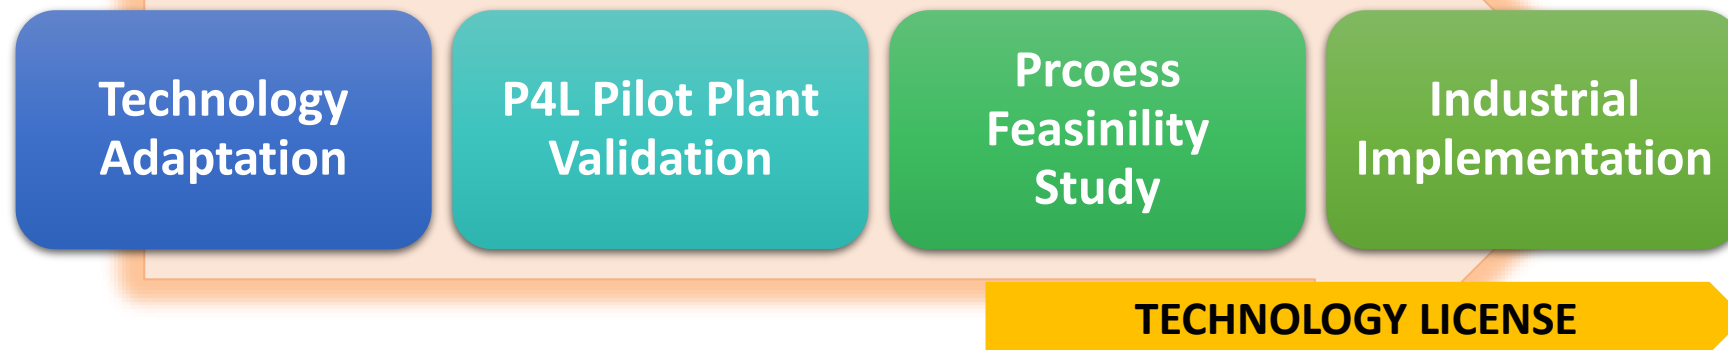 Technology
Adaptation
P4L Pilot Plant
Validation
Prcoess
Feasinility
Study
Industrial
Implementation
TECHNOLOGY LICENSE